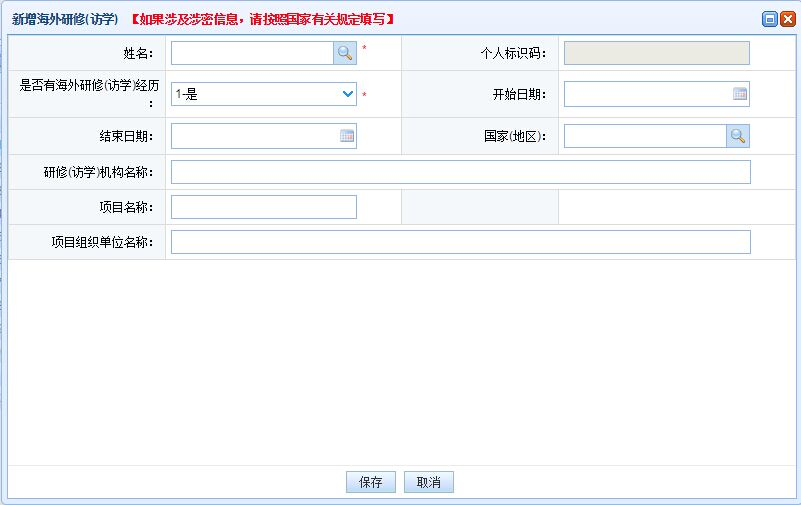 新增海外研修(访学) 【如果涉及涉密信息，请按照国家有关规定填写】
姓名： * 个人标识码：
是否有海外研修(访学)经历： 1-是 * 开始日期：
结束日期： 国家(地区)：
研修(访学)机构名称：
项目名称：
项目组织单位名称：
保存 取消